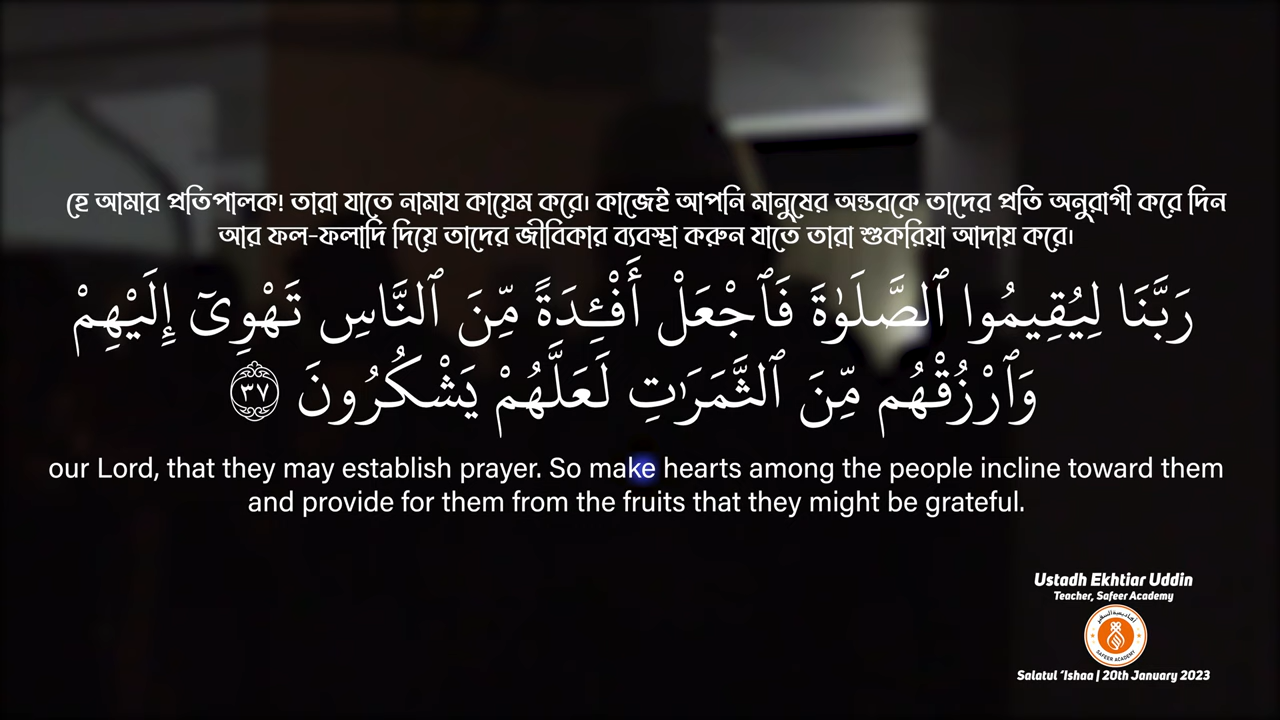 হে আমার প্রতিপালক! তারা যাতে নামায কায়েম করে। কাজেই আপনি মানুষের অন্তরকে তাদের প্রতি অনুরাগী করে দিন
আর ফল-ফলাদি দিয়ে তাদের জীবিকার ব্যবস্থা করুন যাতে তারা শুকরিয়া আদায় করে।
رَبَّنَا لِيُقِيمُوا ٱلصَّلَوٰةَ فَٱجْعَلْ أَفْـِٔدَةً مِّنَ ٱلنَّاسِ تَهْوِىٓ إِلَيْهِمْ
وَٱرْزُقْهُم مِّنَ ٱلثَّمَرَٰتِ لَعَلَّهُمْ يَشْكُرُونَ ٣٧
our Lord, that they may establish prayer. So make hearts among the people incline toward them
and provide for them from the fruits that they might be grateful.
Ustadh Ekhtiar Uddin
Teacher, Safeer Academy
SAFEER ACADEMY
Salatul 'Ishaa | 20th January 2023